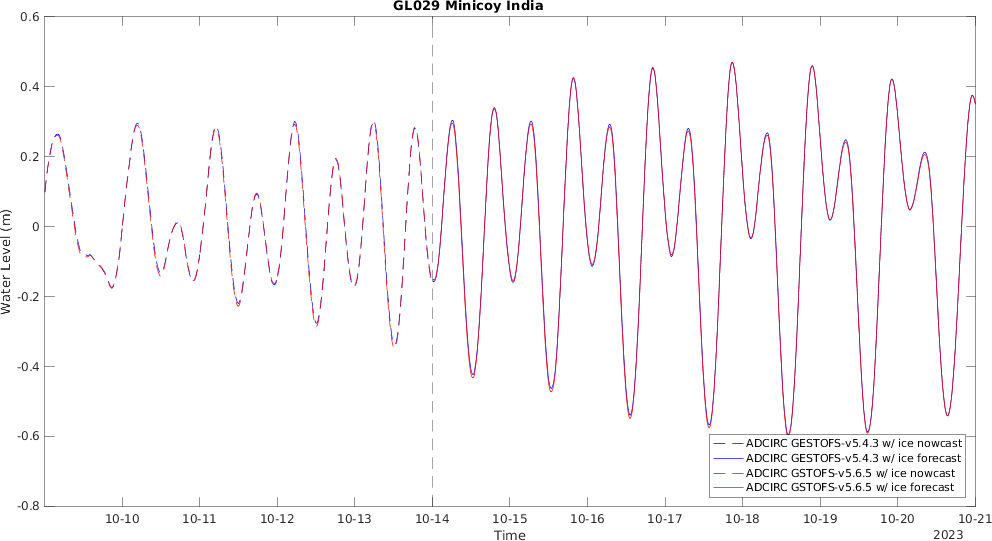 GL029 Minicoy India
0.6
0.4
0.2
0
-0.2
-0.4
-0.6
-0.8
Water Level (m)
ADCIRC GESTOFS-v5.4.3 w/ ice nowcast
ADCIRC GESTOFS-v5.4.3 w/ ice forecast
ADCIRC GSTOFS-v5.6.5 w/ ice nowcast
ADCIRC GSTOFS-v5.6.5 w/ ice forecast
10-10 10-11 10-12 10-13 10-14 10-15 10-16 10-17 10-18 10-19 10-20 10-21
Time
2023